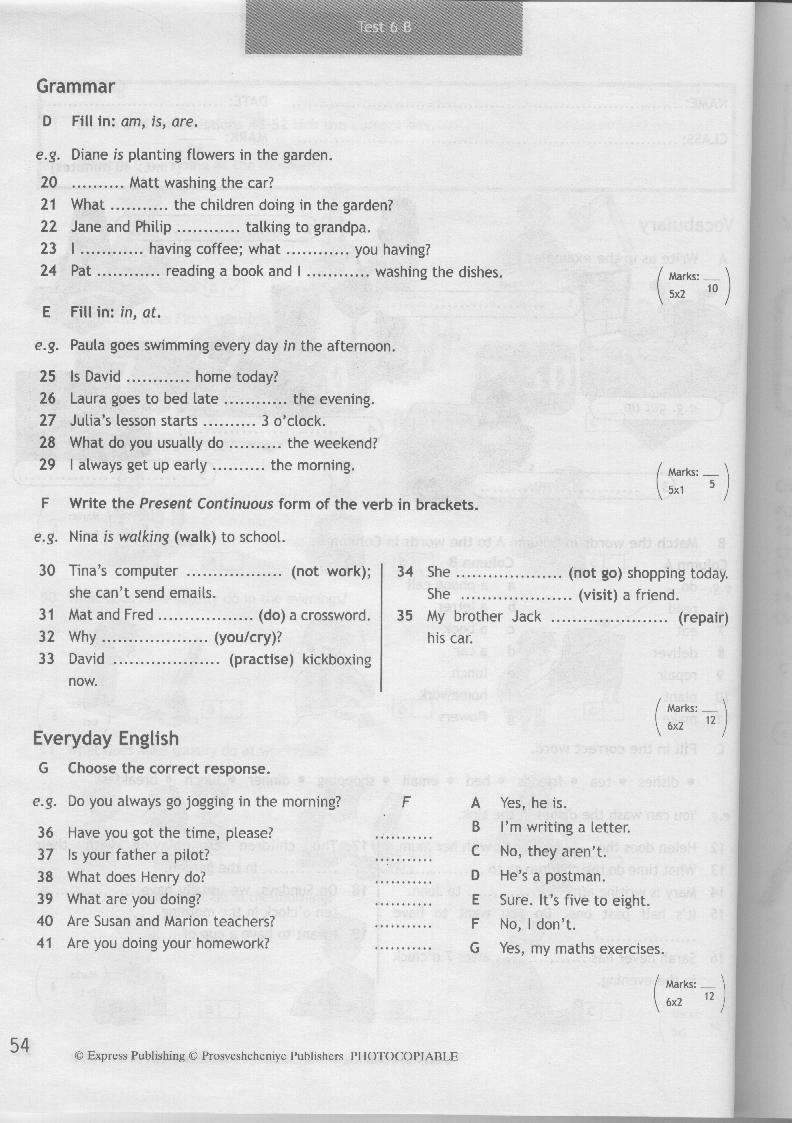 Test 6 B
Grammar
D Fill in: am, is, are.
e.g. Diane is planting flowers in the garden.
20 .......... Matt washing the car?
21 What ........... the children doing in the garden?
22 Jane and Philip ............ talking to grandpa.
23 I ............ having coffee; what ............ you having?
24 Pat ............ reading a book and I ............ washing the dishes.
Marks: __
5x2 10
E Fill in: in, at.
e.g. Paula goes swimming every day in the afternoon.
25 Is David ............ home today?
26 Laura goes to bed late ............ the evening.
27 Julia's lesson starts .......... 3 o'clock.
28 What do you usually do .......... the weekend?
29 I always get up early .......... the morning.
Marks: __
5x1 5
F Write the Present Continuous form of the verb in brackets.
e.g. Nina is walking (walk) to school.
30 Tina's computer .................. (not work);
she can't send emails.
31 Mat and Fred .................. (do) a crossword.
32 Why .................... (you/cry)?
33 David .................... (practise) kickboxing
now.
34 She .................... (not go) shopping today.
She ..................... (visit) a friend.
35 My brother Jack ...................... (repair)
his car.
Marks: __
6x2 12
Everyday English
G Choose the correct response.
e.g. Do you always go jogging in the morning? F
36 Have you got the time, please? ...........
37 Is your father a pilot? ...........
38 What does Henry do? ...........
39 What are you doing? ...........
40 Are Susan and Marion teachers? ...........
41 Are you doing your homework? ...........
A Yes, he is.
B I'm writing a letter.
C No, they aren't.
D He's a postman.
E Sure. It's five to eight.
F No, I don't.
G Yes, my maths exercises.
Marks: __
6x2 12
54
© Express Publishing © Prosveshcheniye Publishers PHOTOCOPIABLE